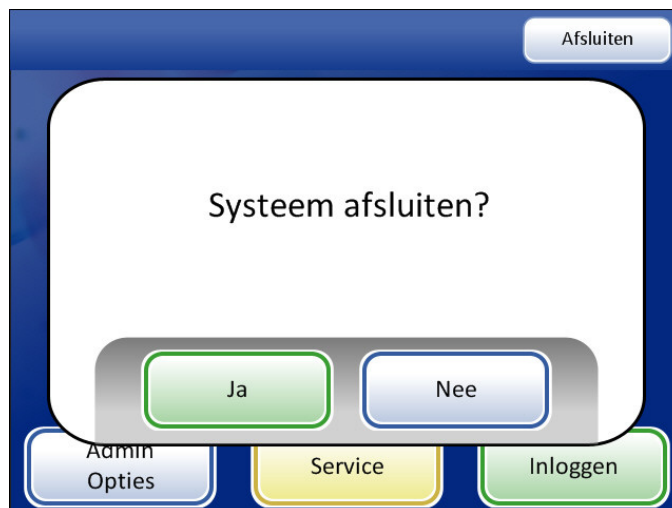 Afsluiten
Systeem afsluiten?
Ja
Nee
Admin
Opties
Service
Inloggen